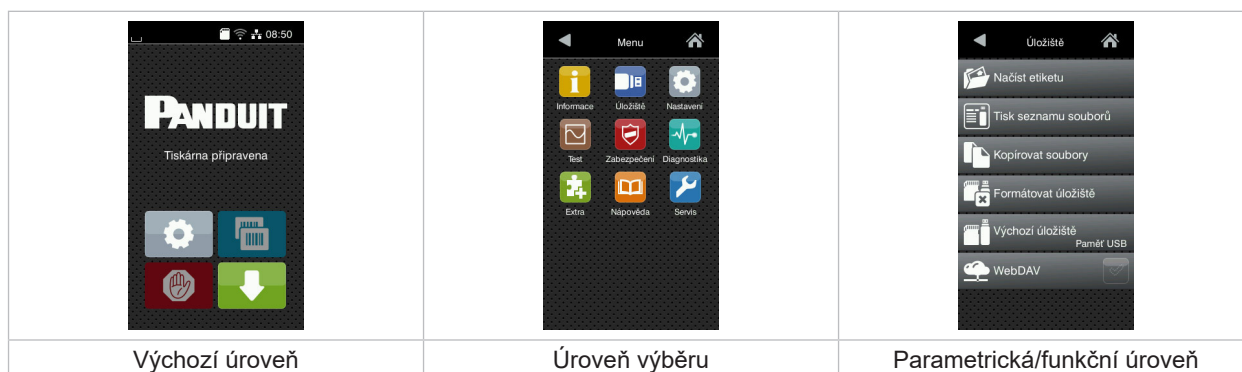 08:50
PANDUIT
Tiskárna připravena
Výchozí úroveň
Menu
Informace Úložiště Nastavení
Test Zabezpečení Diagnostika
Extra Nápověda Servis
Úroveň výběru
Úložiště
Načíst etiketu
Tisk seznamu souborů
Kopírovat soubory
Formátovat úložiště
Výchozí úložiště
Paměť USB
WebDAV
Parametrická/funkční úroveň